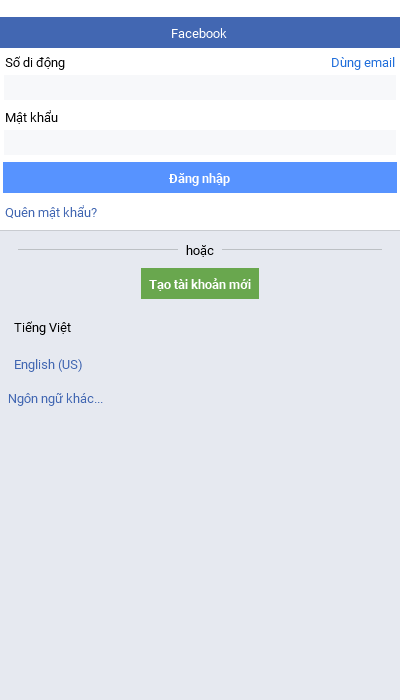 Facebook
Số di động Dùng email
Mật khẩu
Đăng nhập
Quên mật khẩu?
hoặc
Tạo tài khoản mới
Tiếng Việt
English (US)
Ngôn ngữ khác...